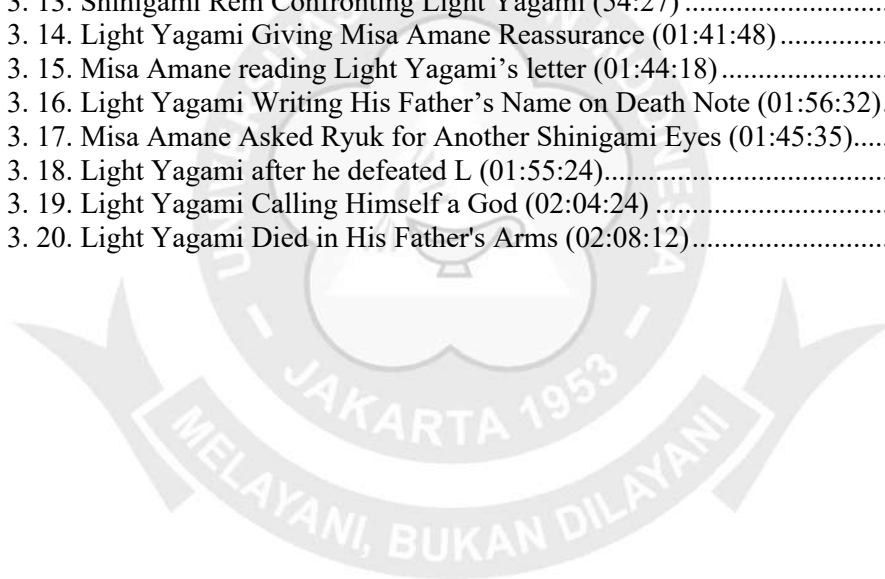 3. 13. Shinigami Rem Confronting Light Yagami (54:27)..........................
3. 14. Light Yagami Giving Misa Amane Reassurance (01:41:48)................
3. 15. Misa Amane reading Light Yagami's letter (01:44:18).......................
3. 16. Light Yagami Writing His Father's Name on Death Note (01:56:32).
3. 17. Misa Amane Asked Ryuk for Another Shinigami Eyes (01:45:35).....
3. 18. Light Yagami after he defeated L (01:55:24)......................................
3. 19. Light Yagami Calling Himself a God (02:04:24) ..............................
3. 20. Light Yagami Died in His Father's Arms (02:08:12)..........................
JAKARTA 1953
MELAYANI, BUKAN DILAYANI